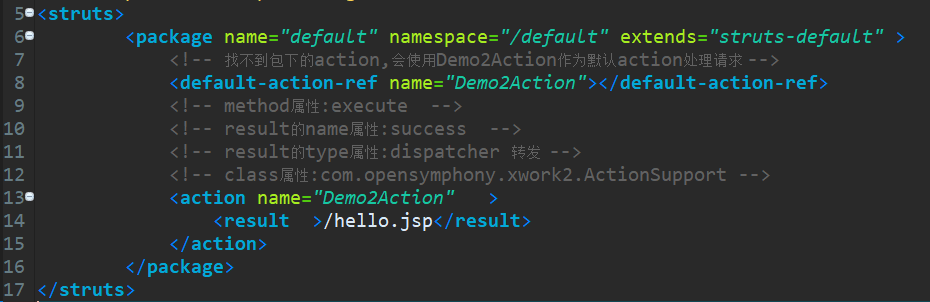 5 <struts>
6 <package name="default" namespace="/default" extends="struts-default" >
7 <!-- 找不到包下的action,会使用Demo2Action作为默认action处理请求 -->
8 <default-action-ref name="Demo2Action"></default-action-ref>
9 <!-- method属性:execute  -->
10 <!-- result的name属性:success  -->
11 <!-- result的type属性:dispatcher 转发 -->
12 <!-- class属性:com.opensymphony.xwork2.ActionSupport -->
13 <action name="Demo2Action"   >
14 <result  >/hello.jsp</result>
15 </action>
16 </package>
17 </struts>